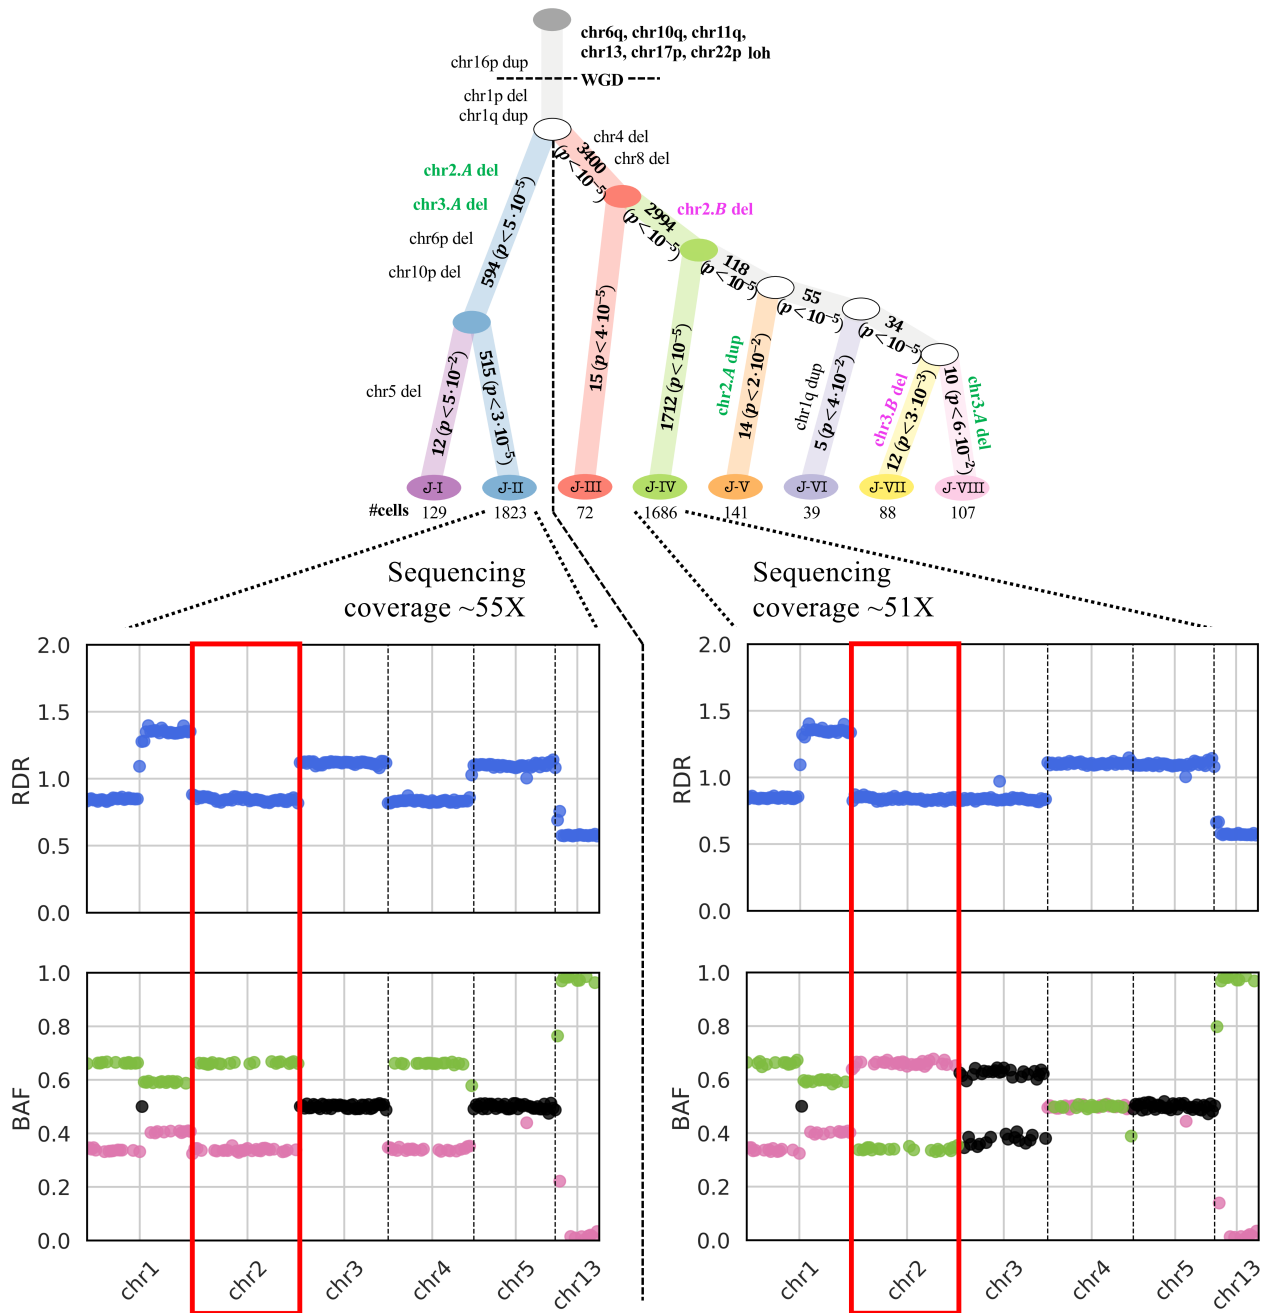 chr6q, chr10q, chr11q,
chr13, chr17p, chr22p loh
chr16p dup
WGD
chr1p del
chr1q dup
chr4 del
chr8 del
3400
(p<10⁻⁵)
chr2.A del
chr3.A del
chr6p del
chr10p del
594 (p<5·10⁻⁵)
2994
(p<10⁻⁵)
chr2.B del
118
(p<10⁻⁵)
55
(p<10⁻⁵)
34
(p<10⁻⁵)
chr5 del
12 (p<5·10⁻²)
515 (p<3·10⁻⁵)
15 (p<4·10⁻⁵)
1712 (p<10⁻⁵)
chr2.A dup
14 (p<2·10⁻²)
chr1q dup
5 (p<4·10⁻²)
chr3.B del
12 (p<3·10⁻³)
10 (p<6·10⁻²)
chr3.A del
J-I J-II J-III J-IV J-V J-VI J-VII J-VIII
#cells 129 1823 72 1686 141 39 88 107
Sequencing
coverage ~55X
Sequencing
coverage ~51X
2.0
1.5
1.0
0.5
0.0
RDR
2.0
1.5
1.0
0.5
0.0
RDR
1.0
0.8
0.6
0.4
0.2
0.0
BAF
chr1 chr2 chr3 chr4 chr5 chr13
1.0
0.8
0.6
0.4
0.2
0.0
BAF
chr1 chr2 chr3 chr4 chr5 chr13